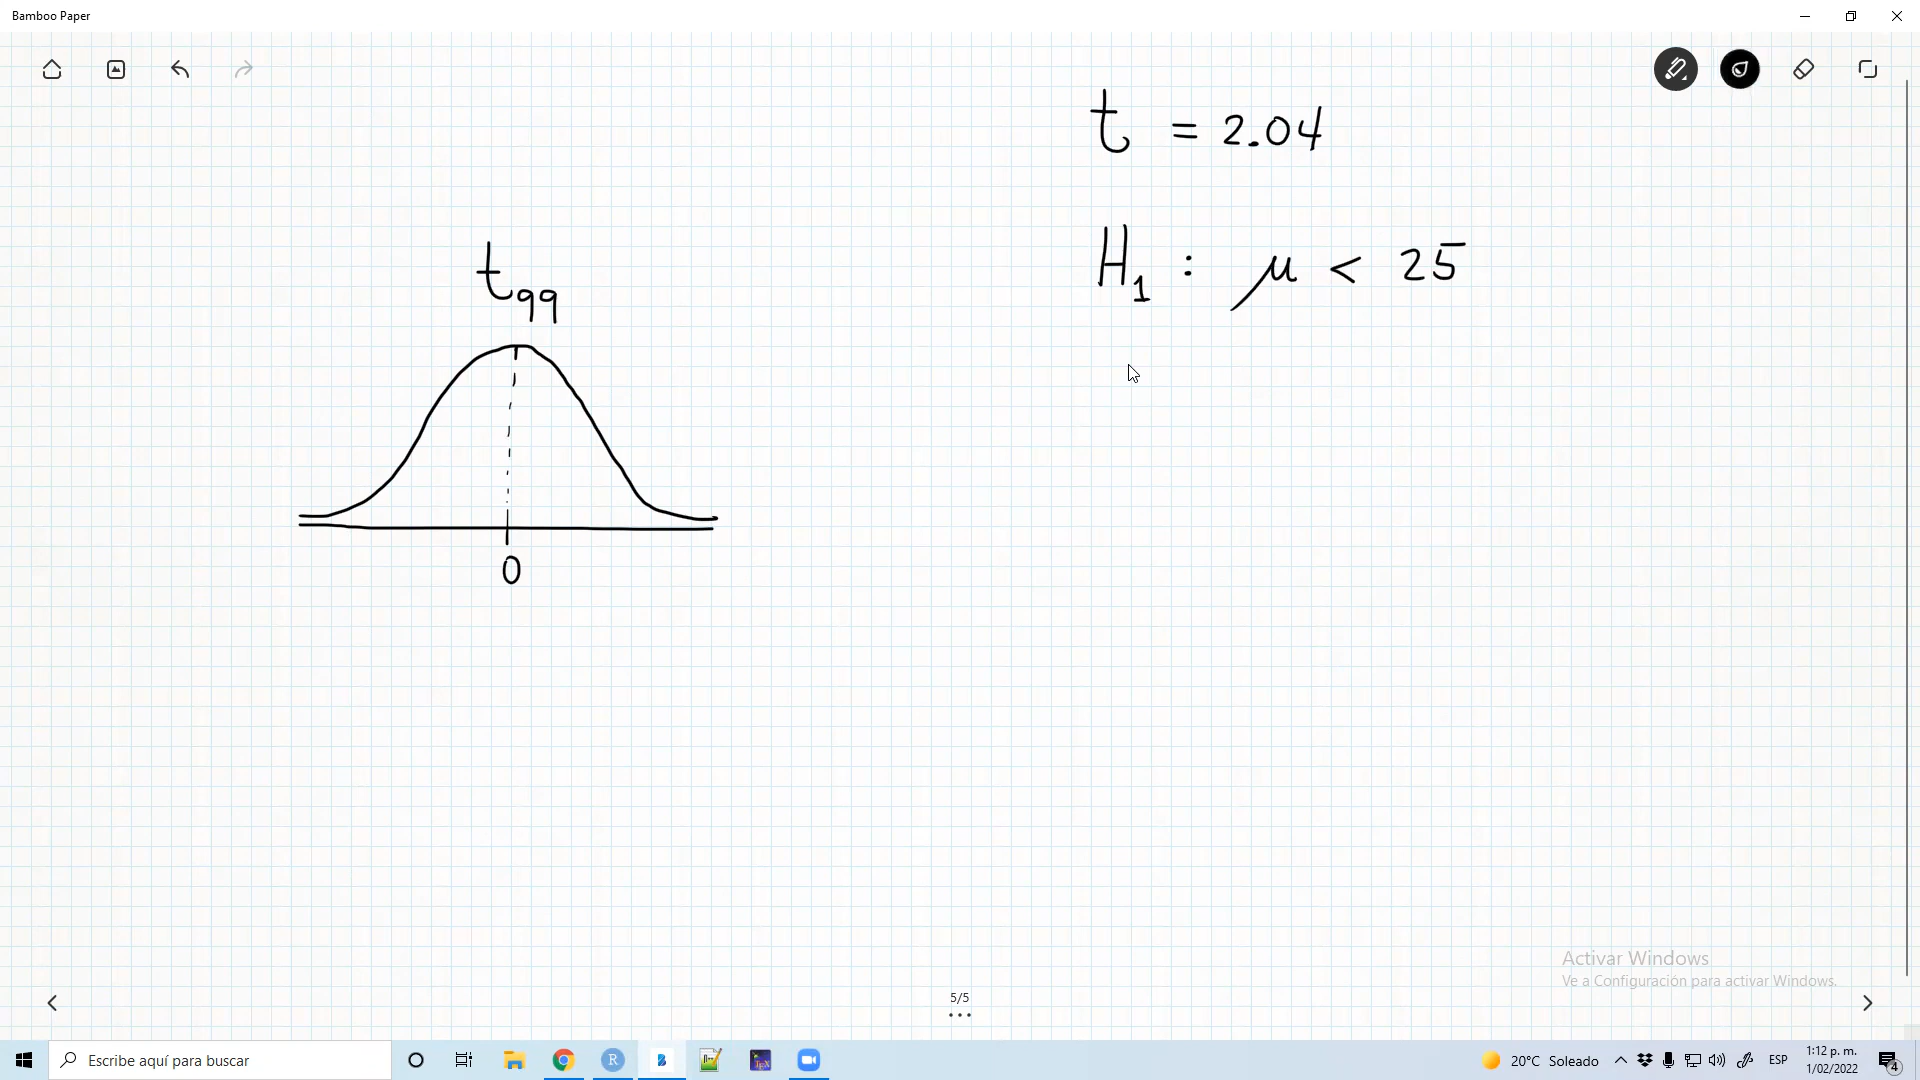 Bamboo Paper
t = 2.04
H₁ : μ < 25
t₉₉
0
Activar Windows
Ve a Configuración para activar Windows.
5/5
Escribe aquí para buscar
20°C Soleado
ESP
1:12 p. m.
1/02/2022
4